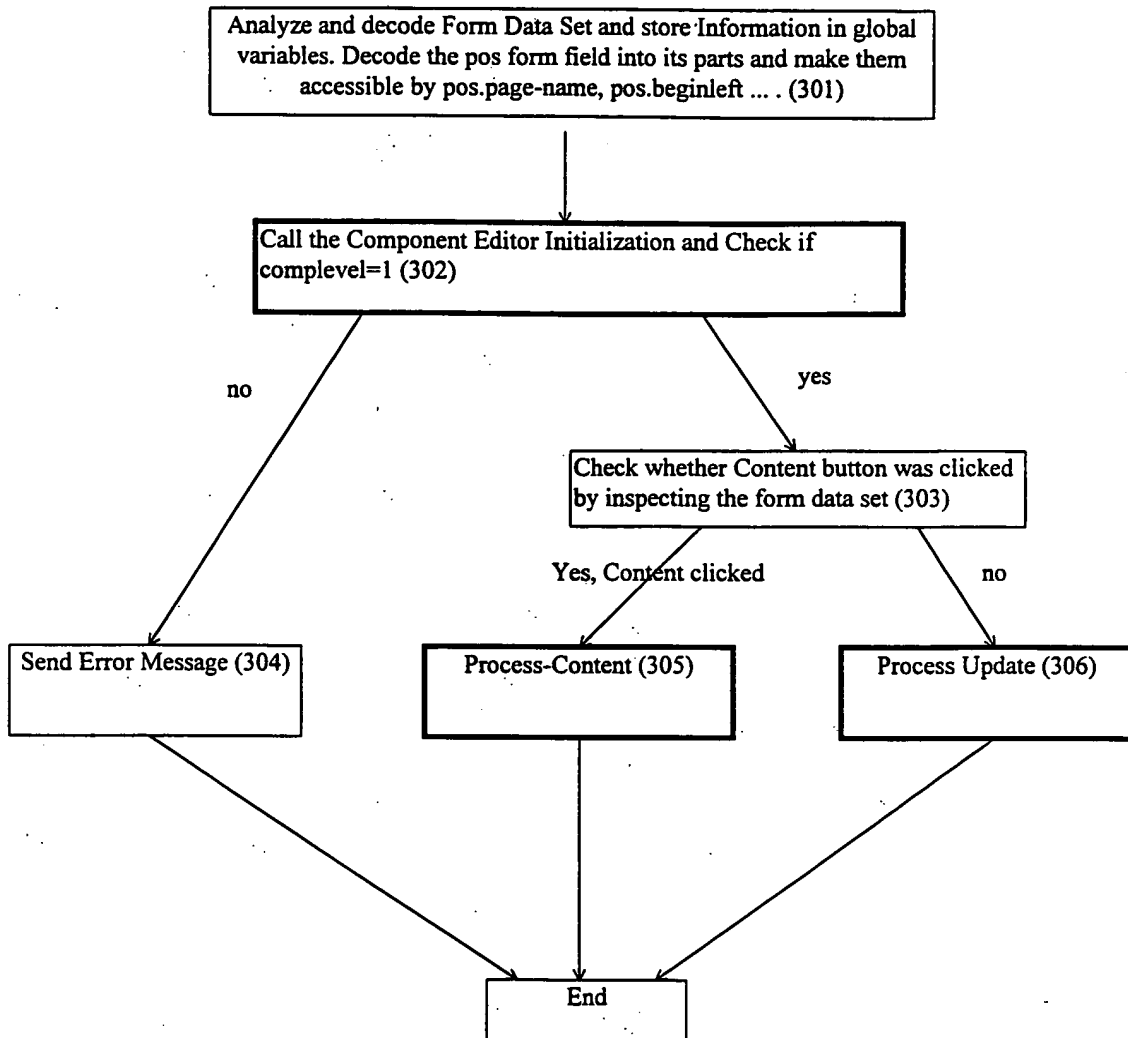 Analyze and decode Form Data Set and store Information in global
variables. Decode the pos form field into its parts and make them
accessible by pos.page-name, pos.beginleft ... . (301)
Call the Component Editor Initialization and Check if
complevel=1 (302)
no
yes
Check whether Content button was clicked
by inspecting the form data set (303)
Yes, Content clicked
no
Send Error Message (304)
Process-Content (305)
Process Update (306)
End